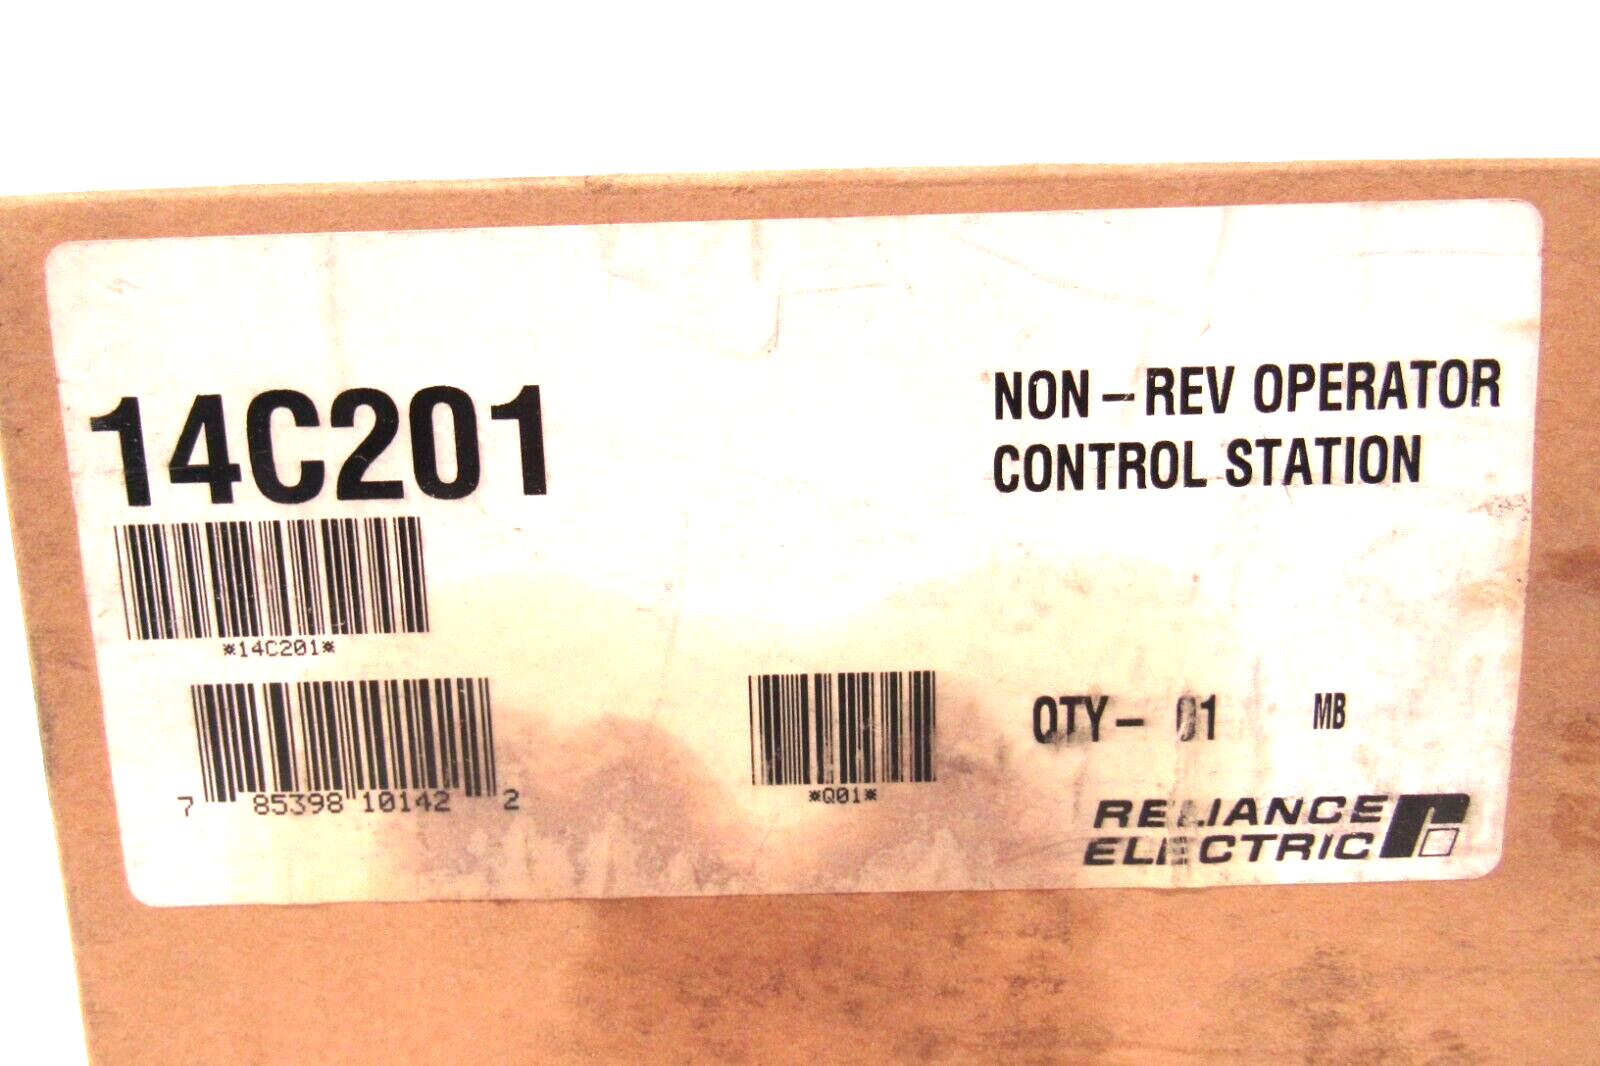 14C201
NON-REV OPERATOR
CONTROL STATION
*14C201*
7 85398 10142 2
*Q01*
QTY- 01 MB
RELIANCE
ELECTRIC